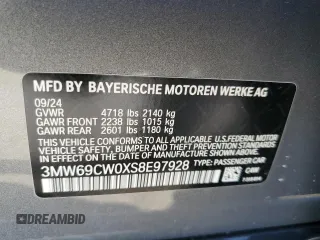 MFD BY BAYERISCHE MOTOREN WERKE AG
09/24
GVWR 4718 lbs 2140 kg
GAWR FRONT 2238 lbs 1015 kg
GAWR REAR 2601 lbs 1180 kg
THIS VEHICLE CONFORMS TO ALL APPLICABLE U.S. FEDERAL MOTOR
VEHICLE SAFETY, BUMPER, AND THEFT PREVENTION STANDARDS
IN EFFECT ON THE DATE OF MANUFACTURE SHOWN ABOVE.
3MW69CW0XS8E97928 TYPE: PASSENGER CAR
DREAMBID
dreambid.com